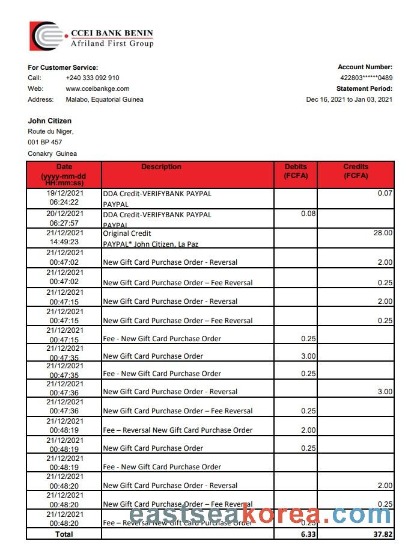 CCEI BANK BENIN
Afriland First Group
For Customer Service:
Call: +240 333 092 910
Web: www.cceibankge.com
Address: Malabo, Equatorial Guinea
Account Number:
422803******0489
Statement Period:
Dec 16, 2021 to Jan 03, 2021
John Citizen
Route du Niger,
001 BP 457
Conakry Guinea
Date (yyyy-mm-dd HH:mm:ss) Description Debits (FCFA) Credits (FCFA)
19/12/2021 06:24:22 DDA Credit-VERIFYBANK PAYPAL PAYPAL 0.07
20/12/2021 06:27:57 DDA Credit-VERIFYBANK PAYPAL PAYPAL 0.08
21/12/2021 14:49:23 Original Credit PAYPAL* John Citizen, La Paz 28.00
21/12/2021 00:47:02 New Gift Card Purchase Order - Reversal 2.00
21/12/2021 00:47:02 New Gift Card Purchase Order – Fee Reversal 0.25
21/12/2021 00:47:15 New Gift Card Purchase Order - Reversal 2.00
21/12/2021 00:47:15 New Gift Card Purchase Order – Fee Reversal 0.25
21/12/2021 00:47:15 Fee - New Gift Card Purchase Order 0.25
21/12/2021 00:47:35 New Gift Card Purchase Order 3.00
21/12/2021 00:47:35 Fee - New Gift Card Purchase Order 0.25
21/12/2021 00:47:36 New Gift Card Purchase Order - Reversal 3.00
21/12/2021 00:47:36 New Gift Card Purchase Order – Fee Reversal 0.25
21/12/2021 00:48:19 Fee – Reversal New Gift Card Purchase Order 2.00
21/12/2021 00:48:19 New Gift Card Purchase Order 0.25
21/12/2021 00:48:19 Fee - New Gift Card Purchase Order
21/12/2021 00:48:20 New Gift Card Purchase Order - Reversal 2.00
21/12/2021 00:48:20 New Gift Card Purchase Order – Fee Reversal 0.25
21/12/2021 00:48:20 Fee – Reversal New Gift Card Purchase Order 0.25
Total 6.33 37.82
eastseakorea.com